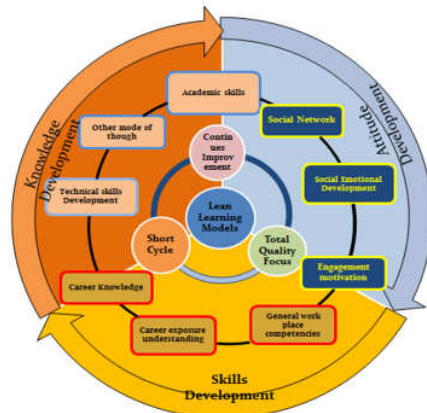 Academic skills
Social Network
Other mode of
though
Contin
ues
Improv
ement
Knowledge
Development
Attitude
Development
Technical skills
Development
Social Emotional
Development
Lean
Learning
Models
Short
Cycle
Total
Quality
Focus
Engagement
motivation
Career Knowledge
Career exposure
understanding
General work
place
competencies
Skills
Development